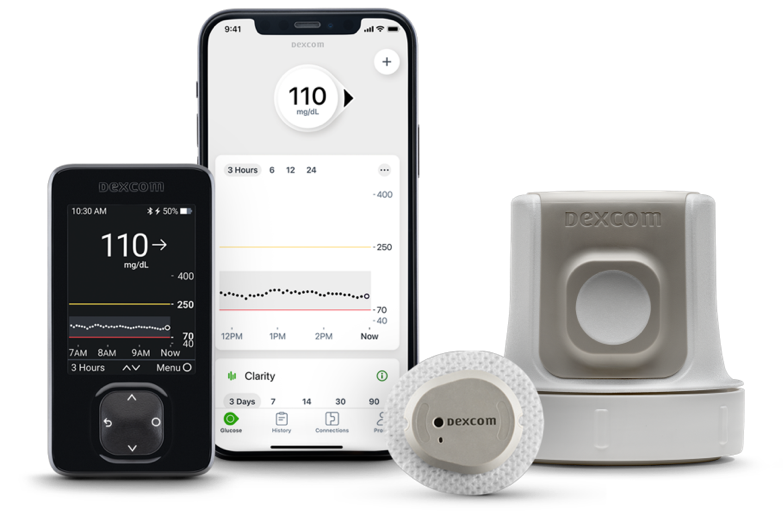 DEXCOM
10:30 AM 50%
110
mg/dL
400
250
70
40
7AM 8AM 9AM Now
3 Hours Menu
9:41
DEXCOM
+
110
mg/dL
3 Hours 6 12 24
400
250
70
40
12PM 1PM 2PM Now
Clarity
3 Days 7 14 30 90
Glucose History Connections
DEXCOM
DEXCOM